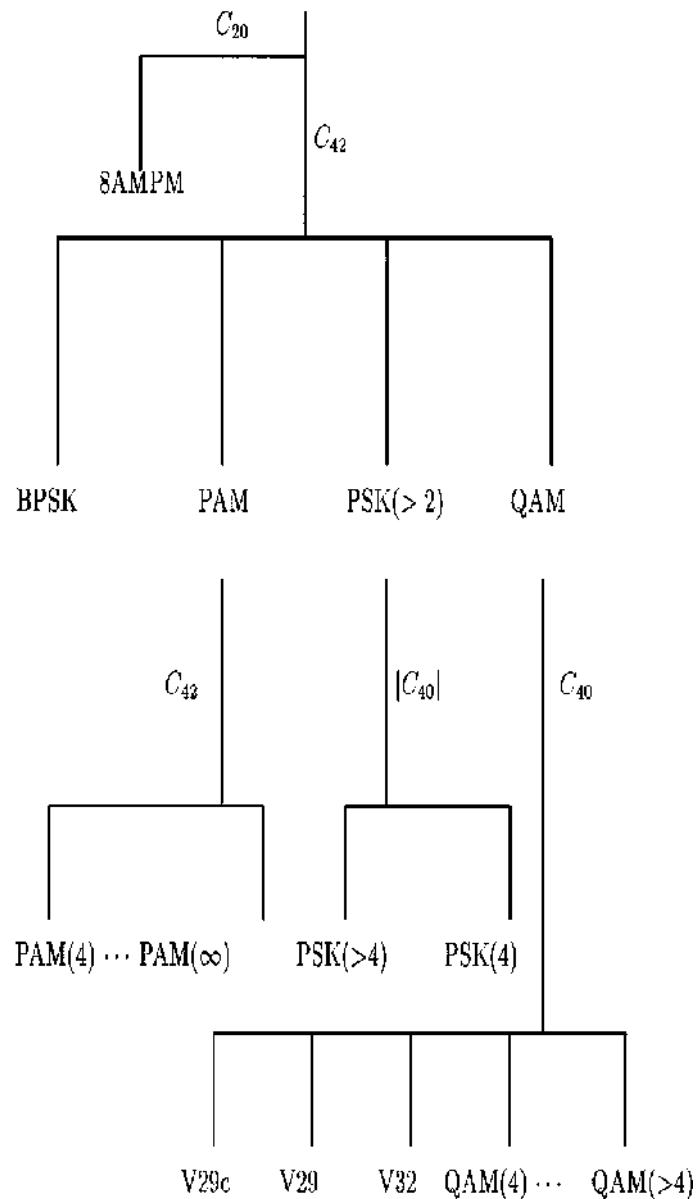 C₂₀
C₄₂
8AMPM
BPSK PAM PSK(> 2) QAM
C₄₂ |C₄₀| C₄₀
PAM(4) ⋯ PAM(∞) PSK(>4) PSK(4)
V29c V29 V32 QAM(4) ⋯ QAM(>4)